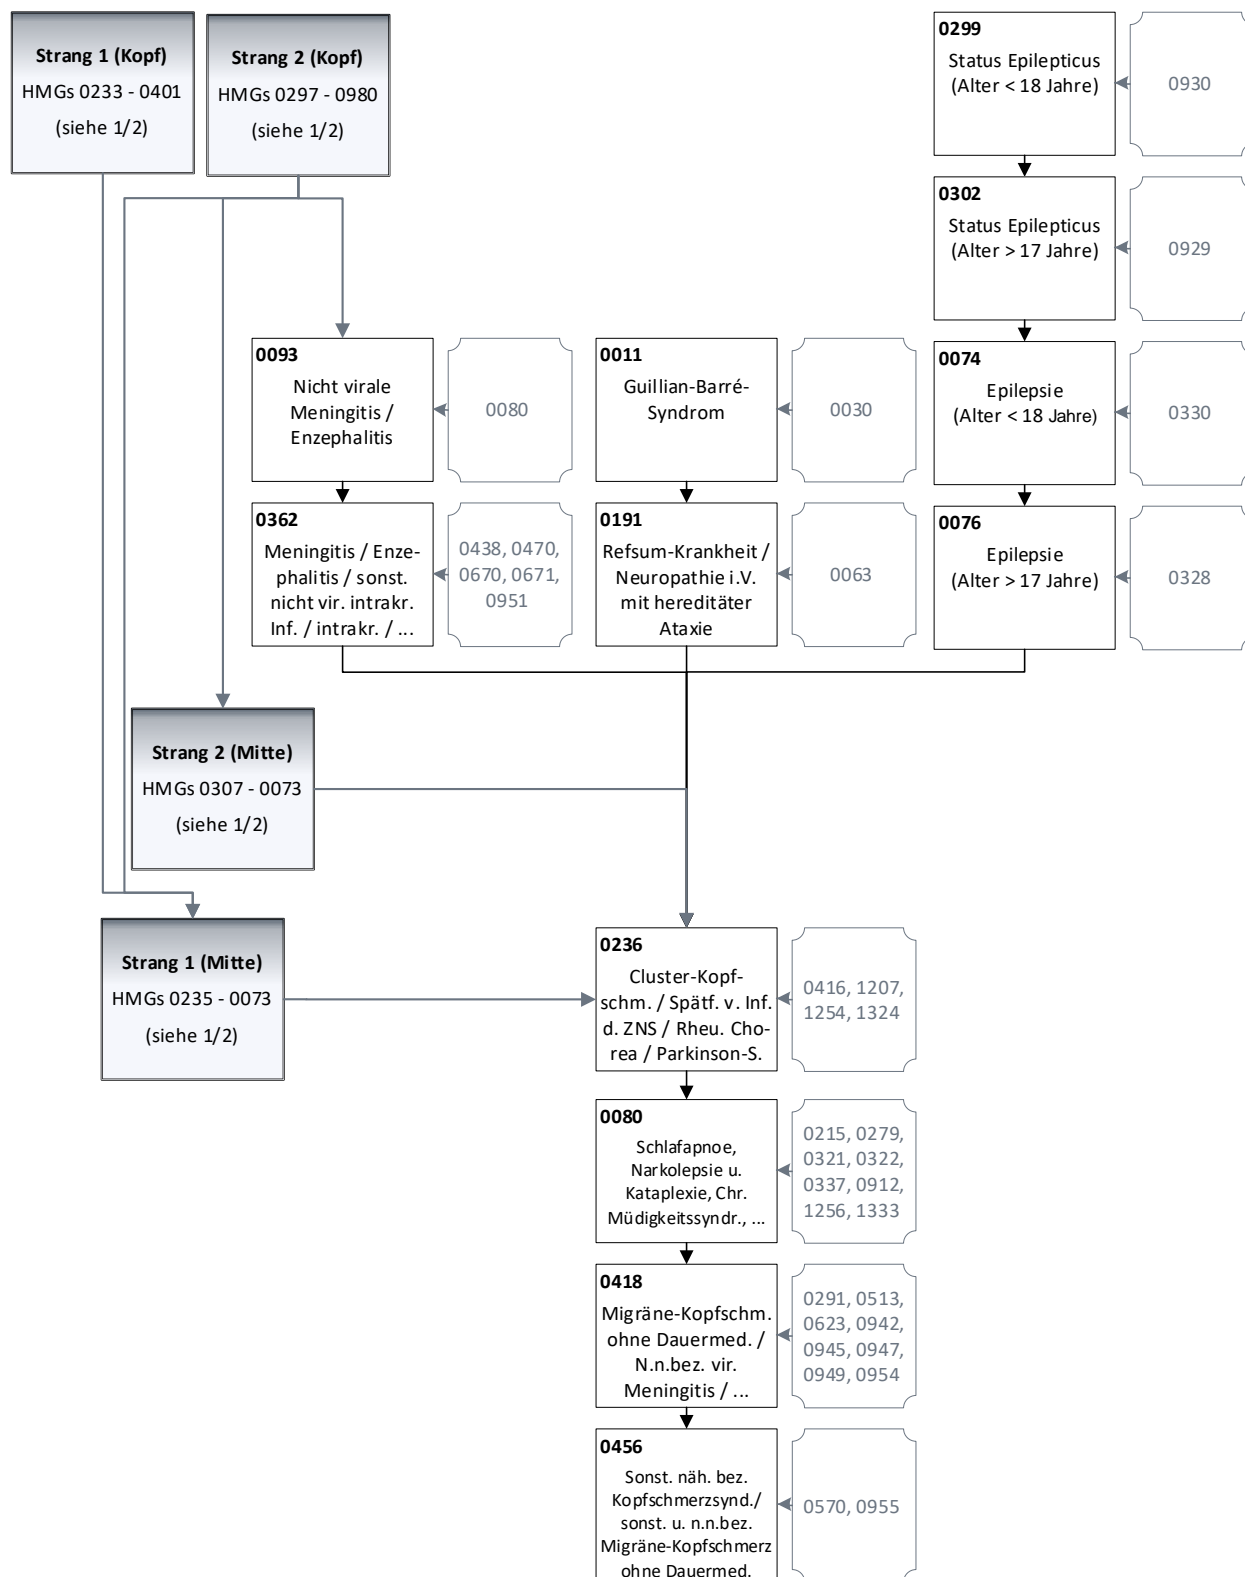 Strang 1 (Kopf)
HMGs 0233 - 0401
(siehe 1/2)
Strang 2 (Kopf)
HMGs 0297 - 0980
(siehe 1/2)
0299
Status Epilepticus
(Alter < 18 Jahre)
0930
0302
Status Epilepticus
(Alter > 17 Jahre)
0929
0093
Nicht virale
Meningitis /
Enzephalitis
0080
0011
Guillian-Barré-
Syndrom
0030
0074
Epilepsie
(Alter < 18 Jahre)
0330
0362
Meningitis / Enze-
phalitis / sonst.
nicht vir. intrakr.
Inf. / intrakr. / ...
0438, 0470,
0670, 0671,
0951
0191
Refsum-Krankheit /
Neuropathie i.V.
mit hereditäter
Ataxie
0063
0076
Epilepsie
(Alter > 17 Jahre)
0328
Strang 2 (Mitte)
HMGs 0307 - 0073
(siehe 1/2)
Strang 1 (Mitte)
HMGs 0235 - 0073
(siehe 1/2)
0236
Cluster-Kopf-
schm. / Spätf. v. Inf.
d. ZNS / Rheu. Cho-
rea / Parkinson-S.
0416, 1207,
1254, 1324
0080
Schlafapnoe,
Narkolepsie u.
Kataplexie, Chr.
Müdigkeitssyndr., ...
0215, 0279,
0321, 0322,
0337, 0912,
1256, 1333
0418
Migräne-Kopfschm.
ohne Dauermed. /
N.n.bez. vir.
Meningitis / ...
0291, 0513,
0623, 0942,
0945, 0947,
0949, 0954
0456
Sonst. näh. bez.
Kopfschmerzsynd./
sonst. u. n.n.bez.
Migräne-Kopfschmerz
ohne Dauermed.
0570, 0955